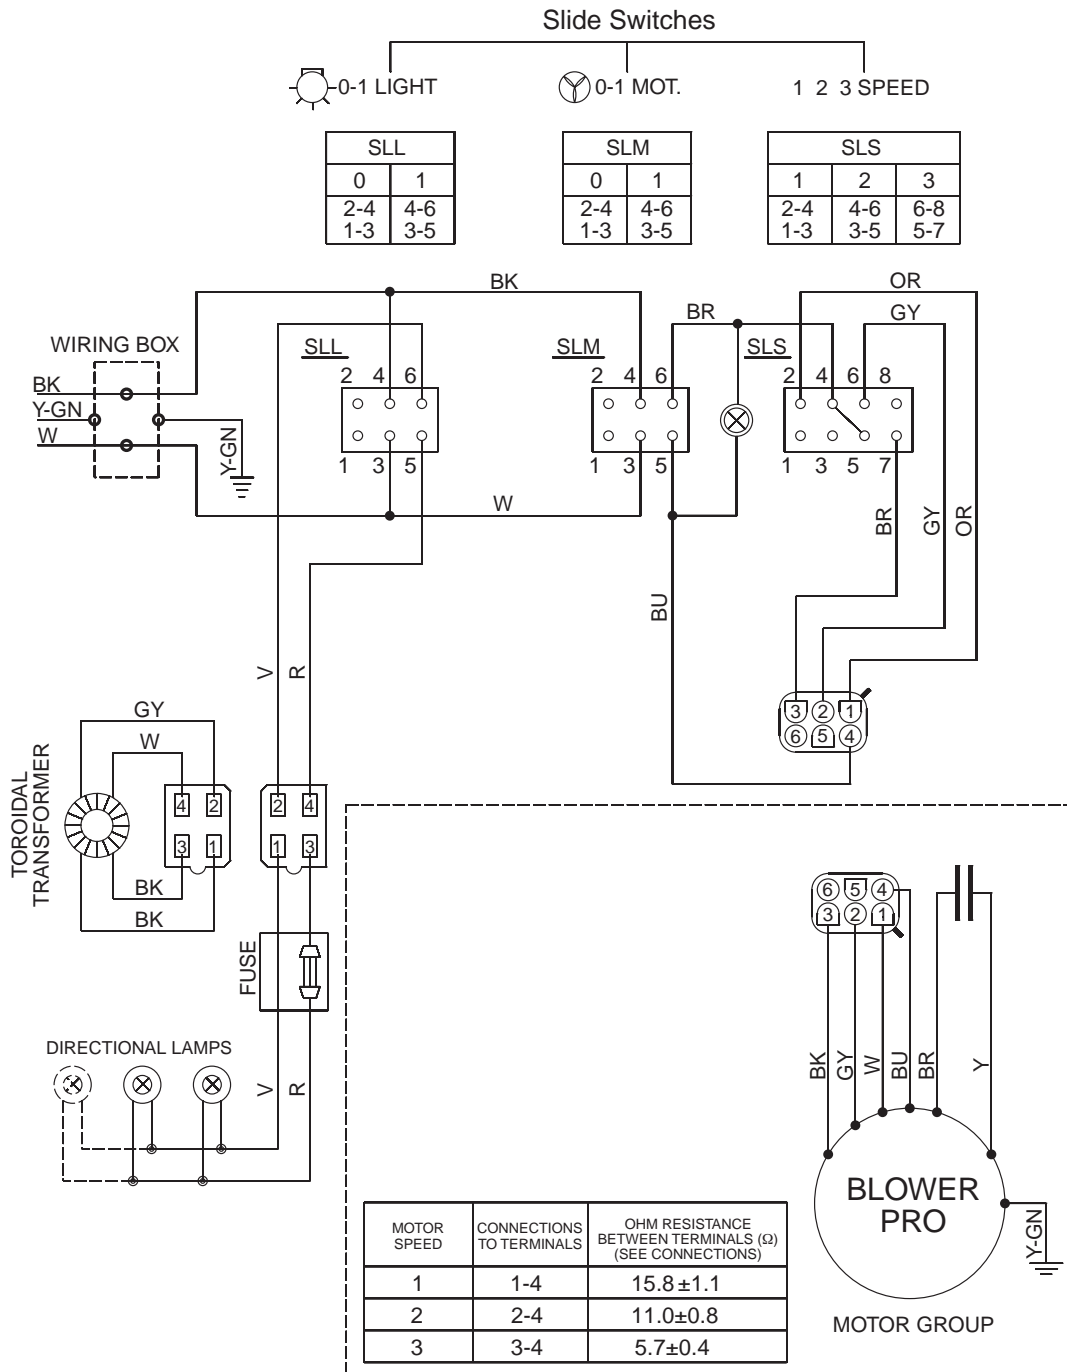 Slide Switches
0-1 LIGHT
0-1 MOT.
1 2 3 SPEED
SLL
0 1
2-4 4-6
1-3 3-5
SLM
0 1
2-4 4-6
1-3 3-5
SLS
1 2 3
2-4 4-6 6-8
1-3 3-5 5-7
BK
OR
BR
GY
WIRING BOX
SLL
SLM
SLS
2 4 6
2 4 6
2 4 6 8
BK
Y-GN
W
Y-GN
1 3 5
1 3 5
1 3 5 7
W
BR
GY
OR
BU
V
R
3 2 1
6 5 4
GY
W
TOROIDAL
TRANSFORMER
4 2
3 1
2 4
1 3
BK
BK
FUSE
6 5 4
3 2 1
DIRECTIONAL LAMPS
V
R
BK
GY
W
BU
BR
Y
BLOWER
PRO
Y-GN
MOTOR GROUP
MOTOR
SPEED
CONNECTIONS
TO TERMINALS
OHM RESISTANCE
BETWEEN TERMINALS (Ω)
(SEE CONNECTIONS)
1 1-4 15.8±1.1
2 2-4 11.0±0.8
3 3-4 5.7±0.4